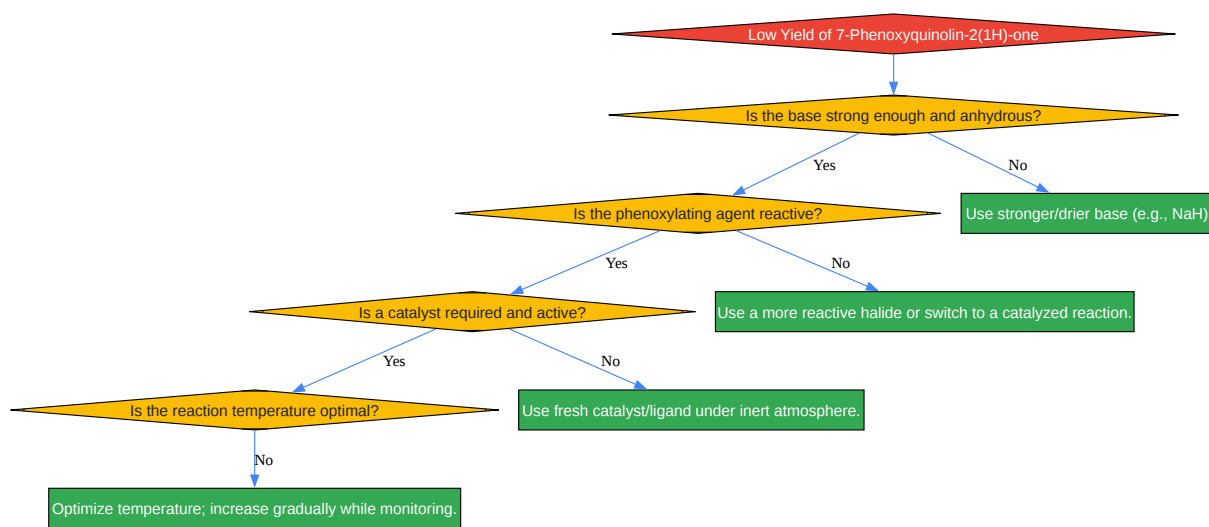 Low Yield of 7-Phenoxyquinolin-2(1H)-one
Is the base strong enough and anhydrous?
Yes
No
Is the phenoxylating agent reactive?
Use stronger/drier base (e.g., NaH)
Yes
No
Is a catalyst required and active?
Use a more reactive halide or switch to a catalyzed reaction.
Yes
No
Is the reaction temperature optimal?
Use fresh catalyst/ligand under inert atmosphere.
No
Optimize temperature; increase gradually while monitoring.